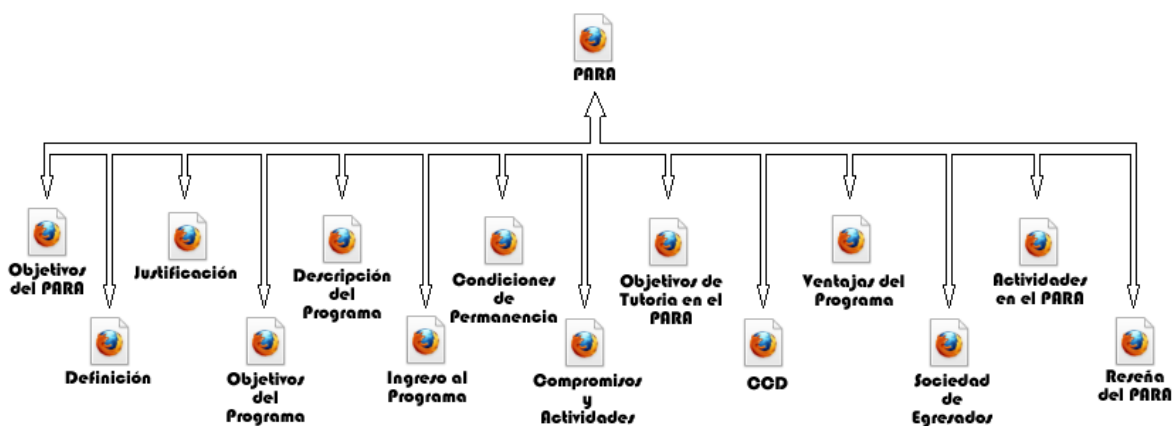 PARA
Objetivos
del PARA
Justificación
Descripción
del
Programa
Condiciones
de
Permanencia
Objetivos de
Tutoria en el
PARA
Ventajas del
Programa
Actividades
en el PARA
Definición
Objetivos
del
Programa
Ingreso al
Programa
Compromisos
y
Actividades
CCD
Sociedad
de
Egresados
Reseña
del PARA